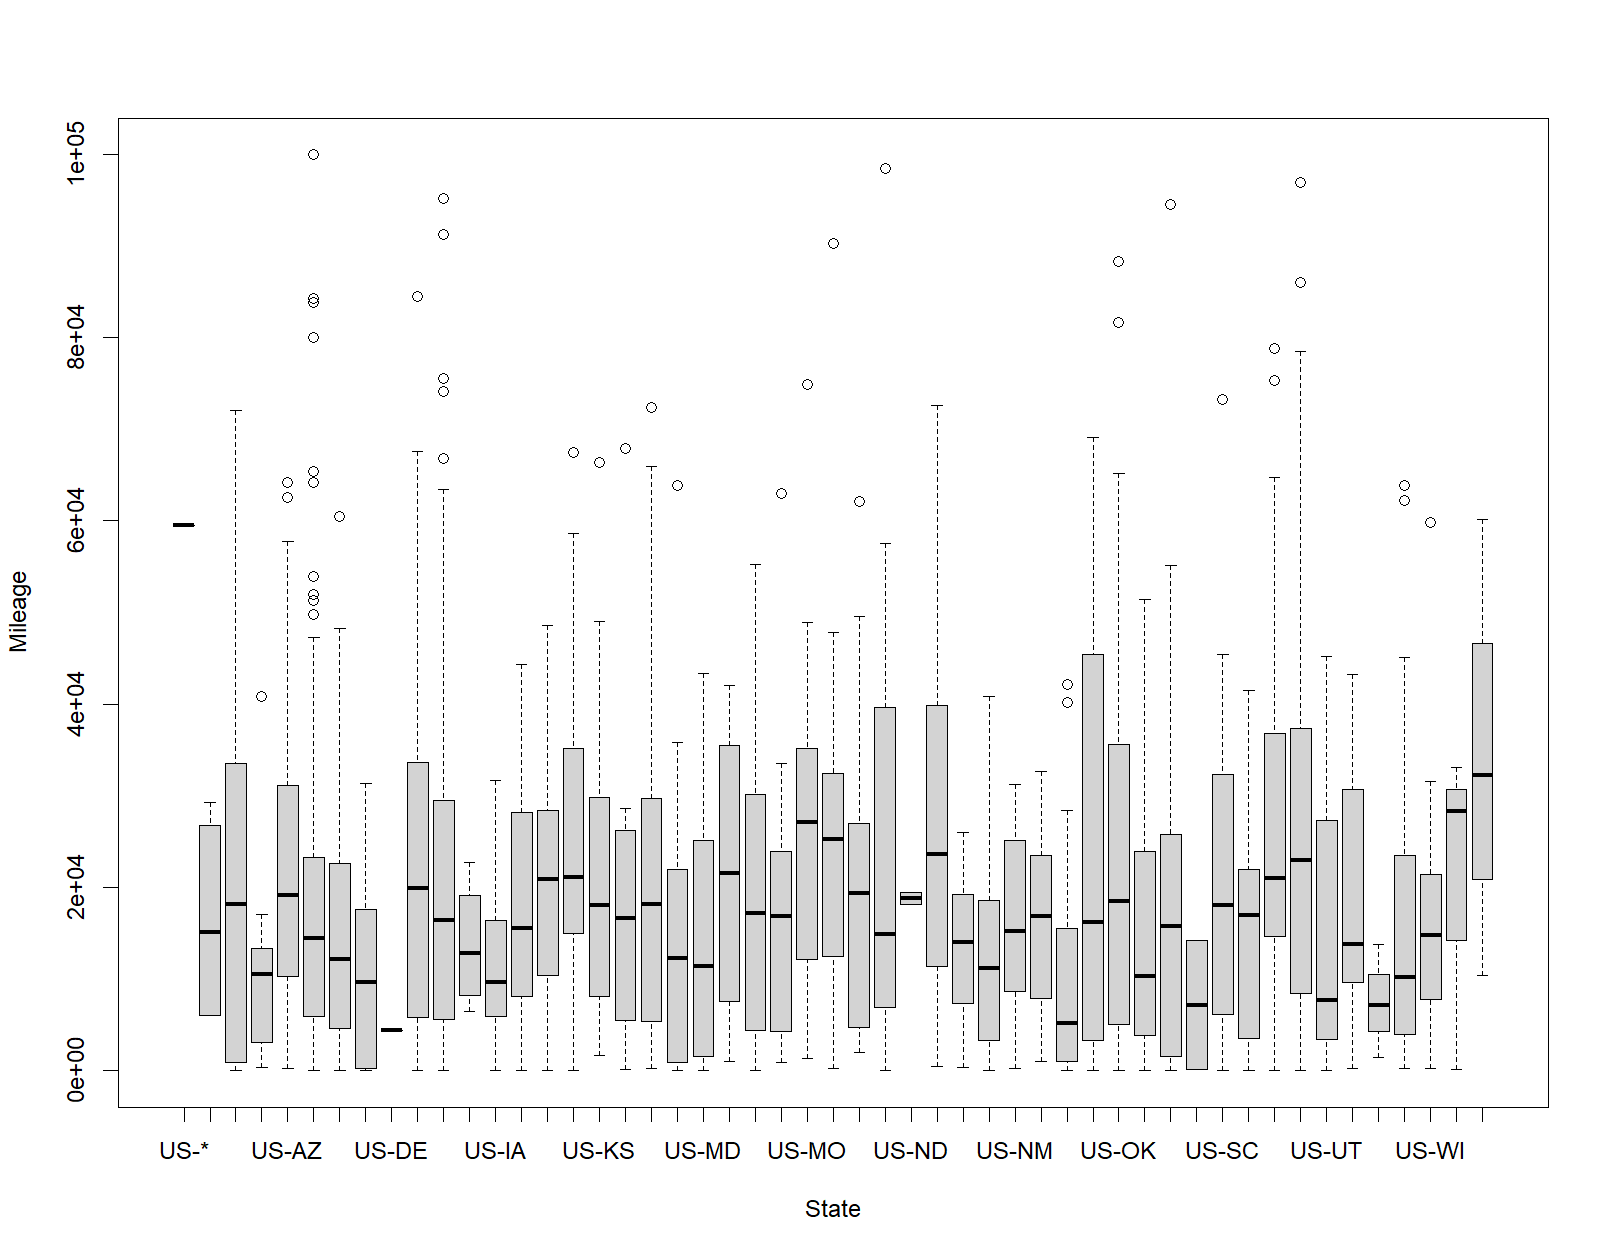 1e+05
8e+04
6e+04
4e+04
2e+04
0e+00
Mileage
US-* US-AZ US-DE US-IA US-KS US-MD US-MO US-ND US-NM US-OK US-SC US-UT US-WI
State